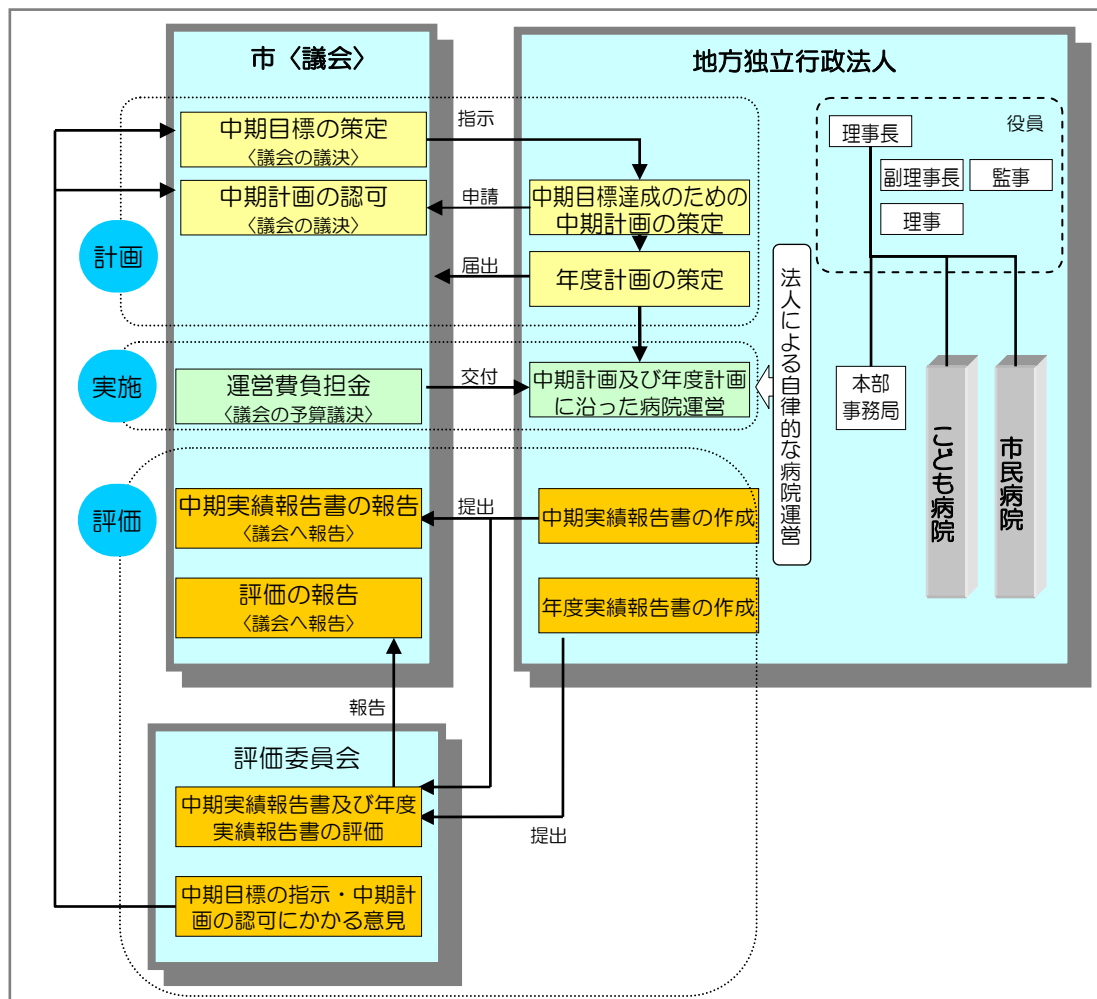 市〈議会〉
地方独立行政法人
計画
中期目標の策定
〈議会の議決〉
指示
中期計画の認可
〈議会の議決〉
申請
中期目標達成のための
中期計画の策定
届出
年度計画の策定
実施
運営費負担金
〈議会の予算議決〉
交付
中期計画及び年度計画
に沿った病院運営
法人による自律的な病院運営
役員
理事長
副理事長
監事
理事
本部
事務局
こども病院
市民病院
評価
中期実績報告書の報告
〈議会へ報告〉
提出
中期実績報告書の作成
評価の報告
〈議会へ報告〉
年度実績報告書の作成
報告
評価委員会
中期実績報告書及び年度
実績報告書の評価
提出
中期目標の指示・中期計
画の認可にかかる意見